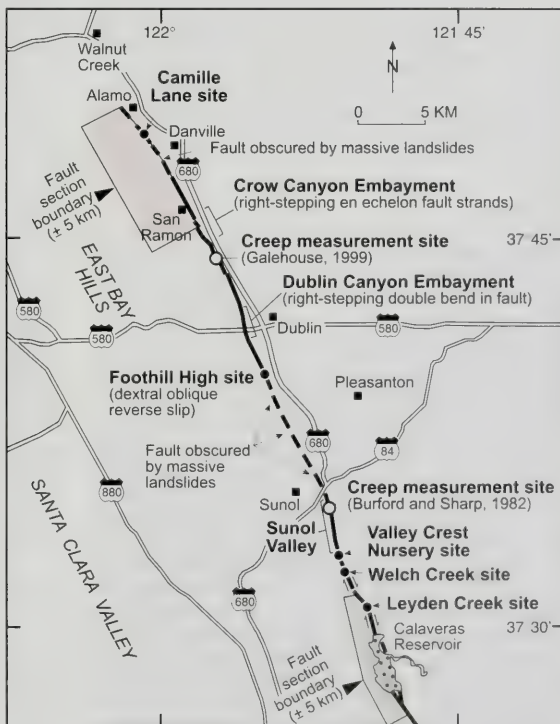 122°
121 45'
Walnut
Creek
Camille
Lane site
N
Alamo
0 5 KM
Danville
Fault obscured by massive landslides
680
Fault
section
boundary
(± 5 km)
Crow Canyon Embayment
(right-stepping en echelon fault strands)
San
Ramon
37 45'
Creep measurement site
(Galehouse, 1999)
EAST BAY
HILLS
Dublin Canyon Embayment
(right-stepping double bend in fault)
580
580
Dublin
580
Foothill High site
(dextral oblique
reverse slip)
Pleasanton
680
84
Fault obscured
by massive
landslides
880
Sunol
Creep measurement site
(Burford and Sharp, 1982)
SANTA CLARA
VALLEY
Sunol
Valley
Valley Crest
Nursery site
Welch Creek site
680
Leyden Creek site
Calaveras
Reservoir
37 30'
Fault
section
boundary
(± 5 km)